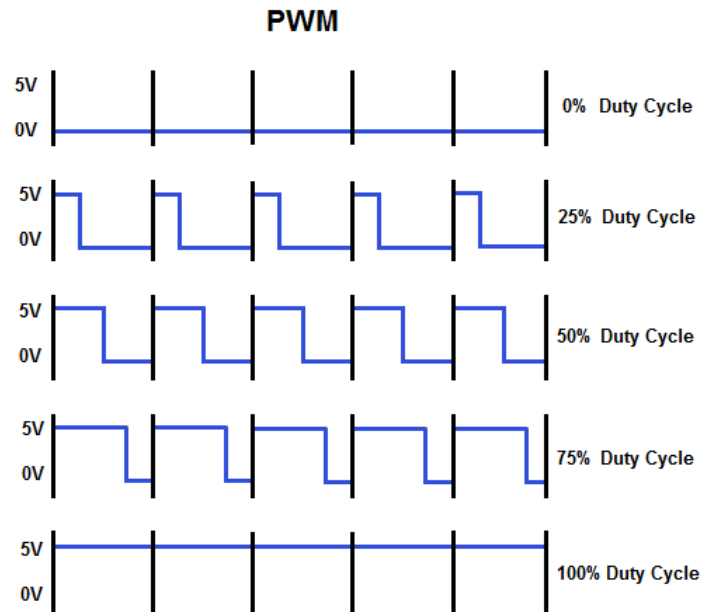 PWM
5V
0V
0% Duty Cycle
5V
0V
25% Duty Cycle
5V
0V
50% Duty Cycle
5V
0V
75% Duty Cycle
5V
0V
100% Duty Cycle